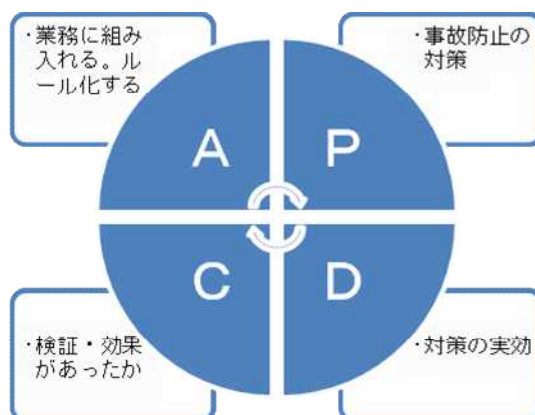 ・業務に組み
入れる。ル
ール化する
・事故防止の
対策
A
P
C
D
・検証・効果
があったか
・対策の実効